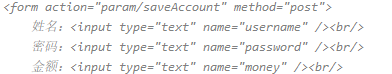 <form action="param/saveAccount" method="post">
姓名：<input type="text" name="username" /><br/>
密码：<input type="text" name="password" /><br/>
金额：<input type="text" name="money" /><br/>